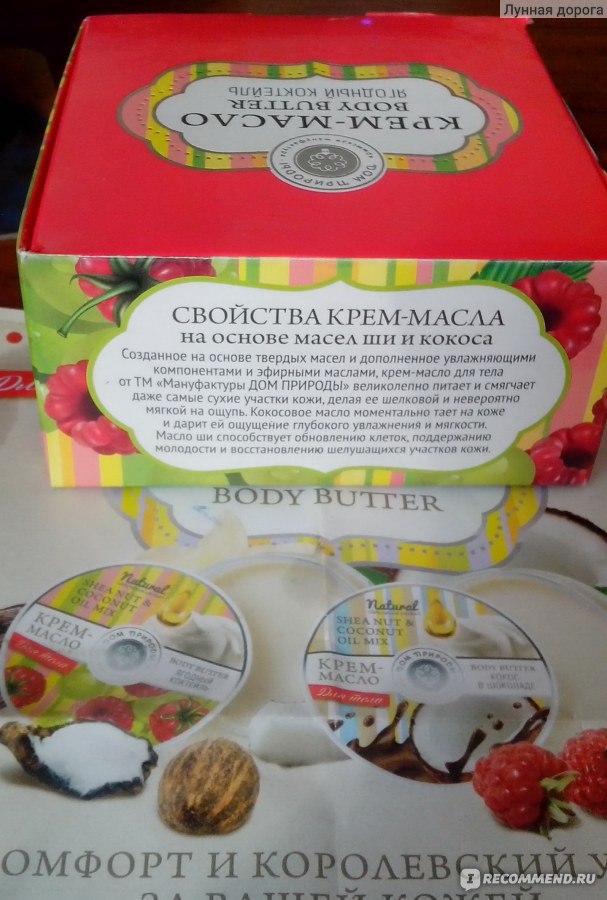 Лунная дорога
КРЕМ-МАСЛО
BODY BUTTER
ЯГОДНЫЙ КОКТЕЙЛЬ
ДОМ ПРИРОДЫ
СВОЙСТВА КРЕМ-МАСЛА
на основе масел ши и кокоса
Созданное на основе твердых масел и дополненное увлажняющими
компонентами и эфирными маслами, крем-масло для тела
от ТМ «Мануфактуры ДОМ ПРИРОДЫ» великолепно питает и смягчает
даже самые сухие участки кожи, делая ее шелковой и невероятно
мягкой на ощупь. Кокосовое масло моментально тает на коже
и дарит ей ощущение глубокого увлажнения и мягкости.
Масло ши способствует обновлению клеток, поддержанию
молодости и восстановлению шелушащихся участков кожи.
BODY BUTTER
Natural
SHEA NUT &
COCONUT
OIL MIX
КРЕМ-
МАСЛО
Для тела
ДОМ ПРИРОДЫ
BODY BUTTER
ЯГОДНЫЙ
КОКТЕЙЛЬ
Natural
SHEA NUT &
COCONUT
OIL MIX
КРЕМ-
МАСЛО
Для тела
ДОМ ПРИРОДЫ
BODY BUTTER
КОКОС
В ШОКОЛАДЕ
ОМФОРТ И КОРОЛЕВСКИЙ У
ЗА ВАШЕЙ КОЖЕЙ
IRECOMMEND.RU